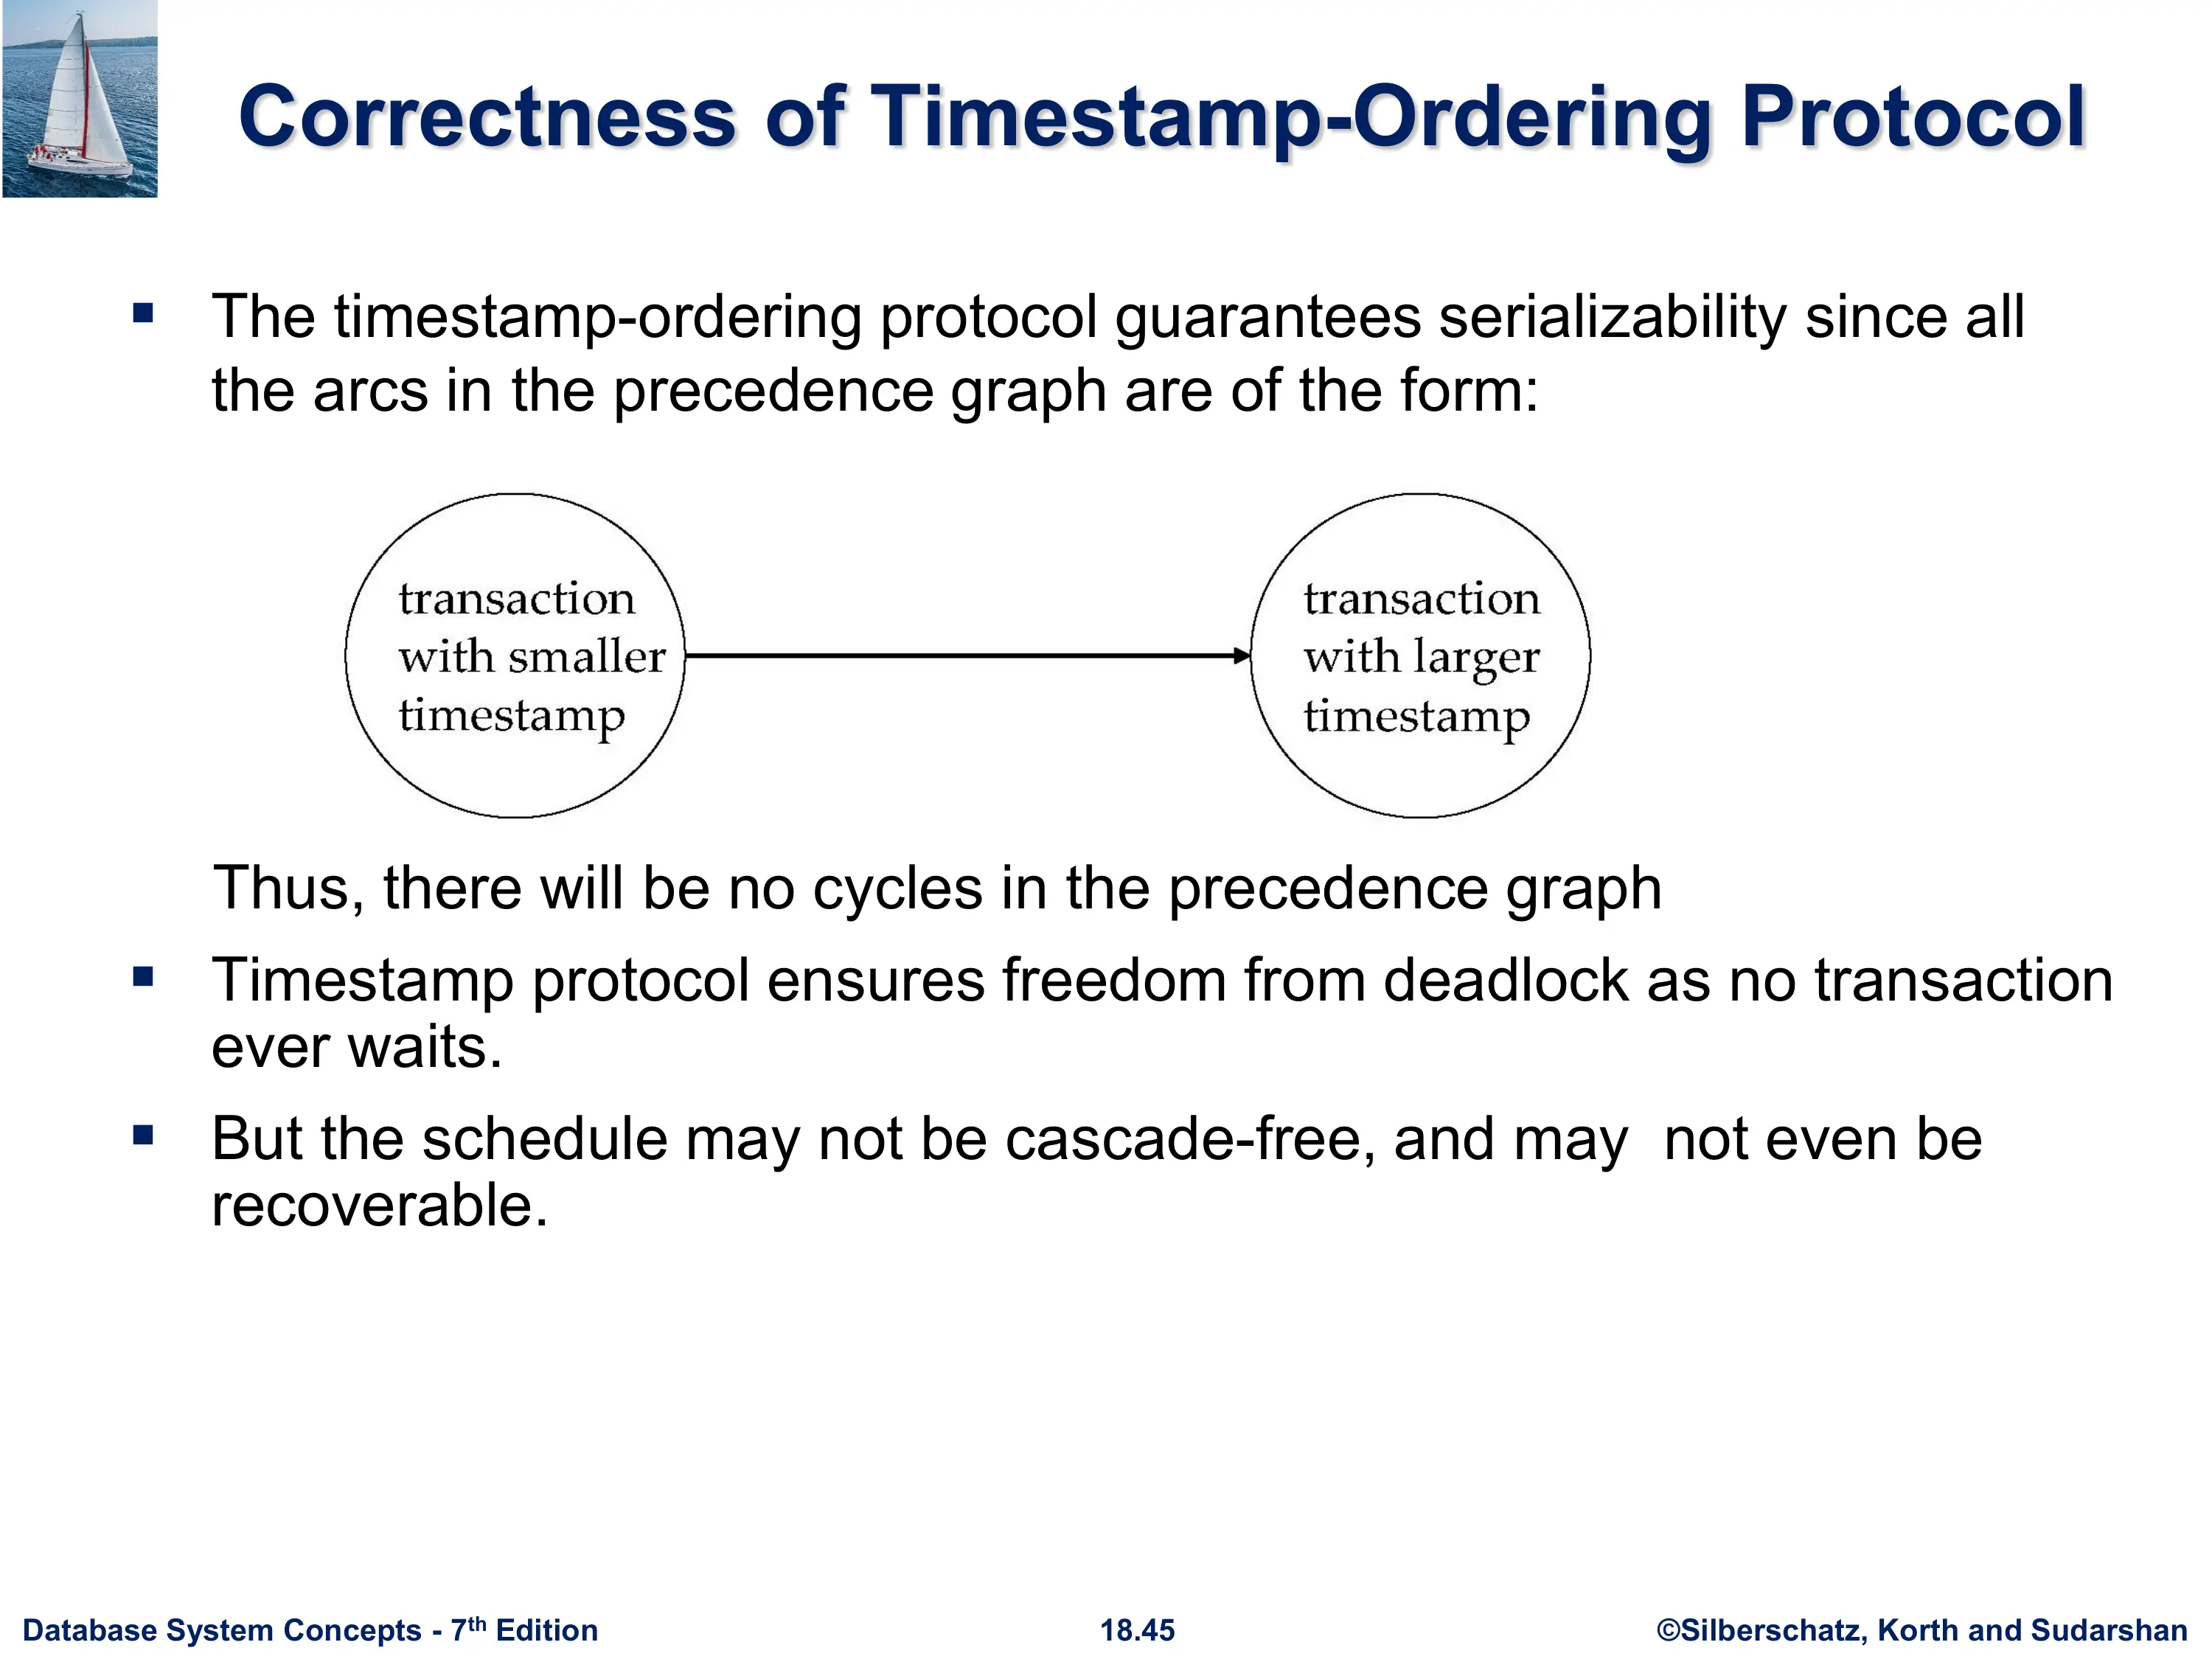 Correctness of Timestamp-Ordering Protocol
▪ The timestamp-ordering protocol guarantees serializability since all
the arcs in the precedence graph are of the form:
transaction
with smaller
timestamp
transaction
with larger
timestamp
Thus, there will be no cycles in the precedence graph
▪ Timestamp protocol ensures freedom from deadlock as no transaction
ever waits.
▪ But the schedule may not be cascade-free, and may  not even be
recoverable.
Database System Concepts - 7th Edition
18.45
©Silberschatz, Korth and Sudarshan